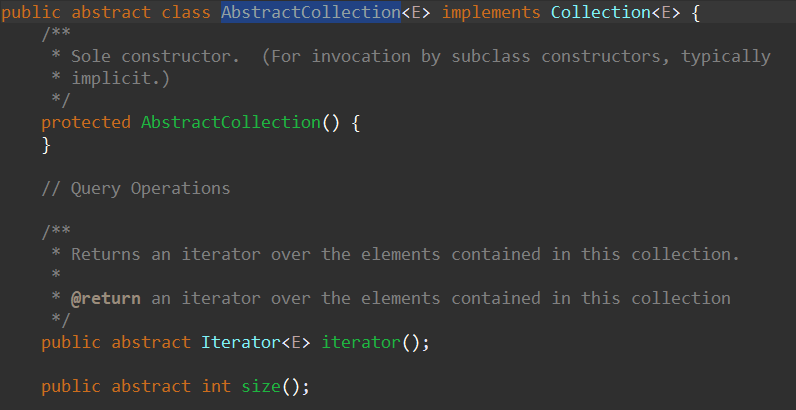 public abstract class AbstractCollection<E> implements Collection<E> {
    /**
     * Sole constructor.  (For invocation by subclass constructors, typically
     * implicit.)
     */
    protected AbstractCollection() {
    }

    // Query Operations

    /**
     * Returns an iterator over the elements contained in this collection.
     *
     * @return an iterator over the elements contained in this collection
     */
    public abstract Iterator<E> iterator();

    public abstract int size();